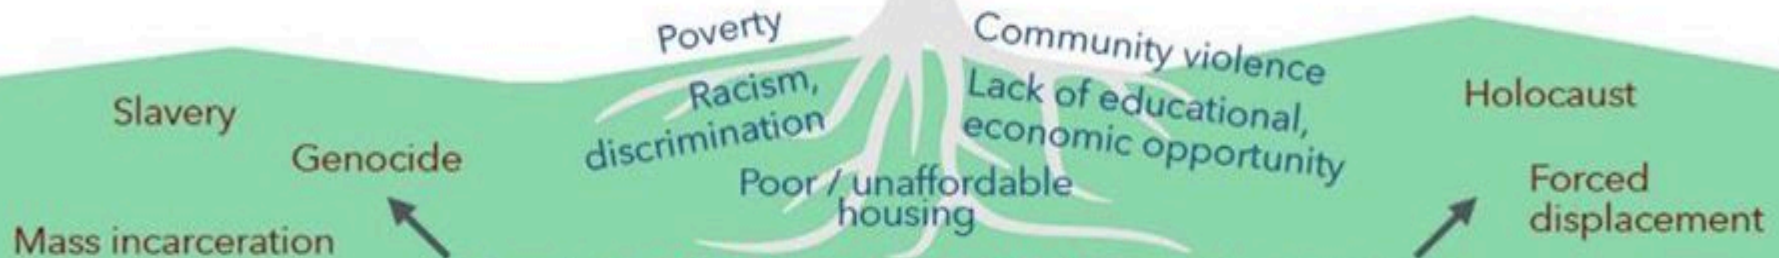 Poverty
Community violence
Racism,
discrimination
Lack of educational,
economic opportunity
Poor / unaffordable
housing
Slavery
Genocide
Mass incarceration
Holocaust
Forced
displacement